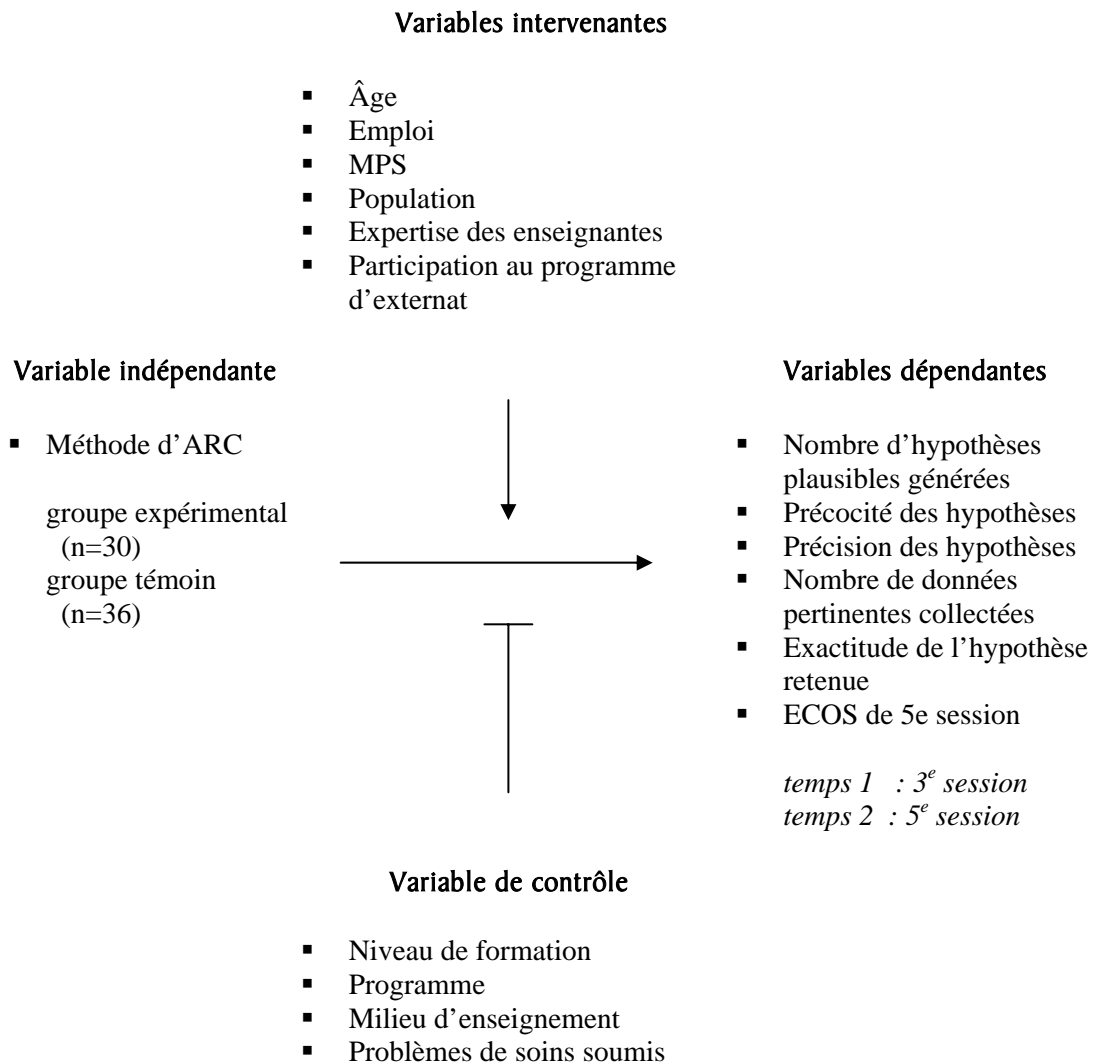 Variables intervenantes
▪ Âge
▪ Emploi
▪ MPS
▪ Population
▪ Expertise des enseignantes
▪ Participation au programme
d'externat
Variable indépendante
▪ Méthode d'ARC
groupe expérimental
(n=30)
groupe témoin
(n=36)
Variables dépendantes
▪ Nombre d'hypothèses
plausibles générées
▪ Précocité des hypothèses
▪ Précision des hypothèses
▪ Nombre de données
pertinentes collectées
▪ Exactitude de l'hypothèse
retenue
▪ ECOS de 5e session
temps 1 : 3e session
temps 2 : 5e session
Variable de contrôle
▪ Niveau de formation
▪ Programme
▪ Milieu d'enseignement
▪ Problèmes de soins soumis